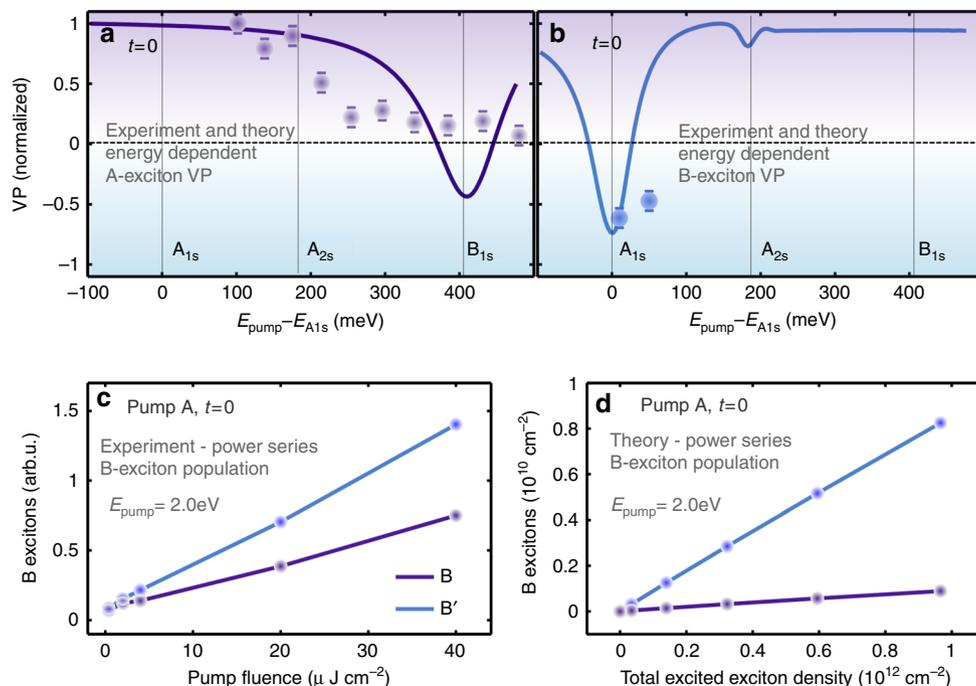 a
t=0
1
0.5
0
−0.5
−1
VP (normalized)
Experiment and theory
energy dependent
A-exciton VP
A1s
A2s
B1s
−100
0
100
200
300
400
Epump–EA1s (meV)
b
t=0
Experiment and theory
energy dependent
B-exciton VP
A1s
A2s
B1s
0
100
200
300
400
Epump–EA1s (meV)
c
Pump A, t=0
Experiment - power series
B-exciton population
Epump= 2.0eV
1.5
1
0.5
0
B excitons (arb.u.)
B
B′
0
10
20
30
40
Pump fluence (μ J cm−2)
d
Pump A, t=0
Theory - power series
B-exciton population
Epump= 2.0eV
1
0.8
0.6
0.4
0.2
0
B excitons (10^10 cm−2)
0
0.2
0.4
0.6
0.8
1
Total excited exciton density (10^12 cm−2)